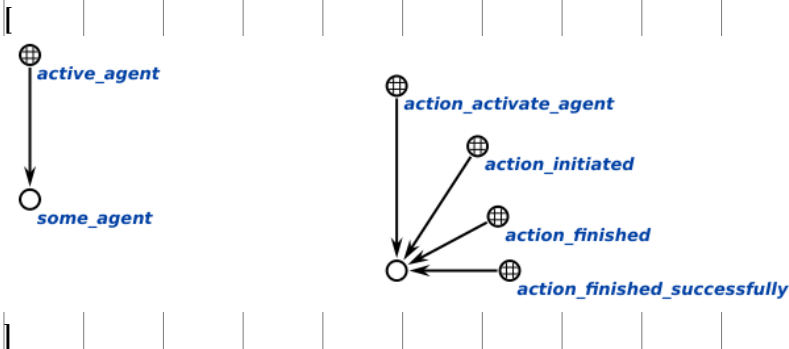 [
active_agent
action_activate_agent
action_initiated
some_agent
action_finished
action_finished_successfully
]